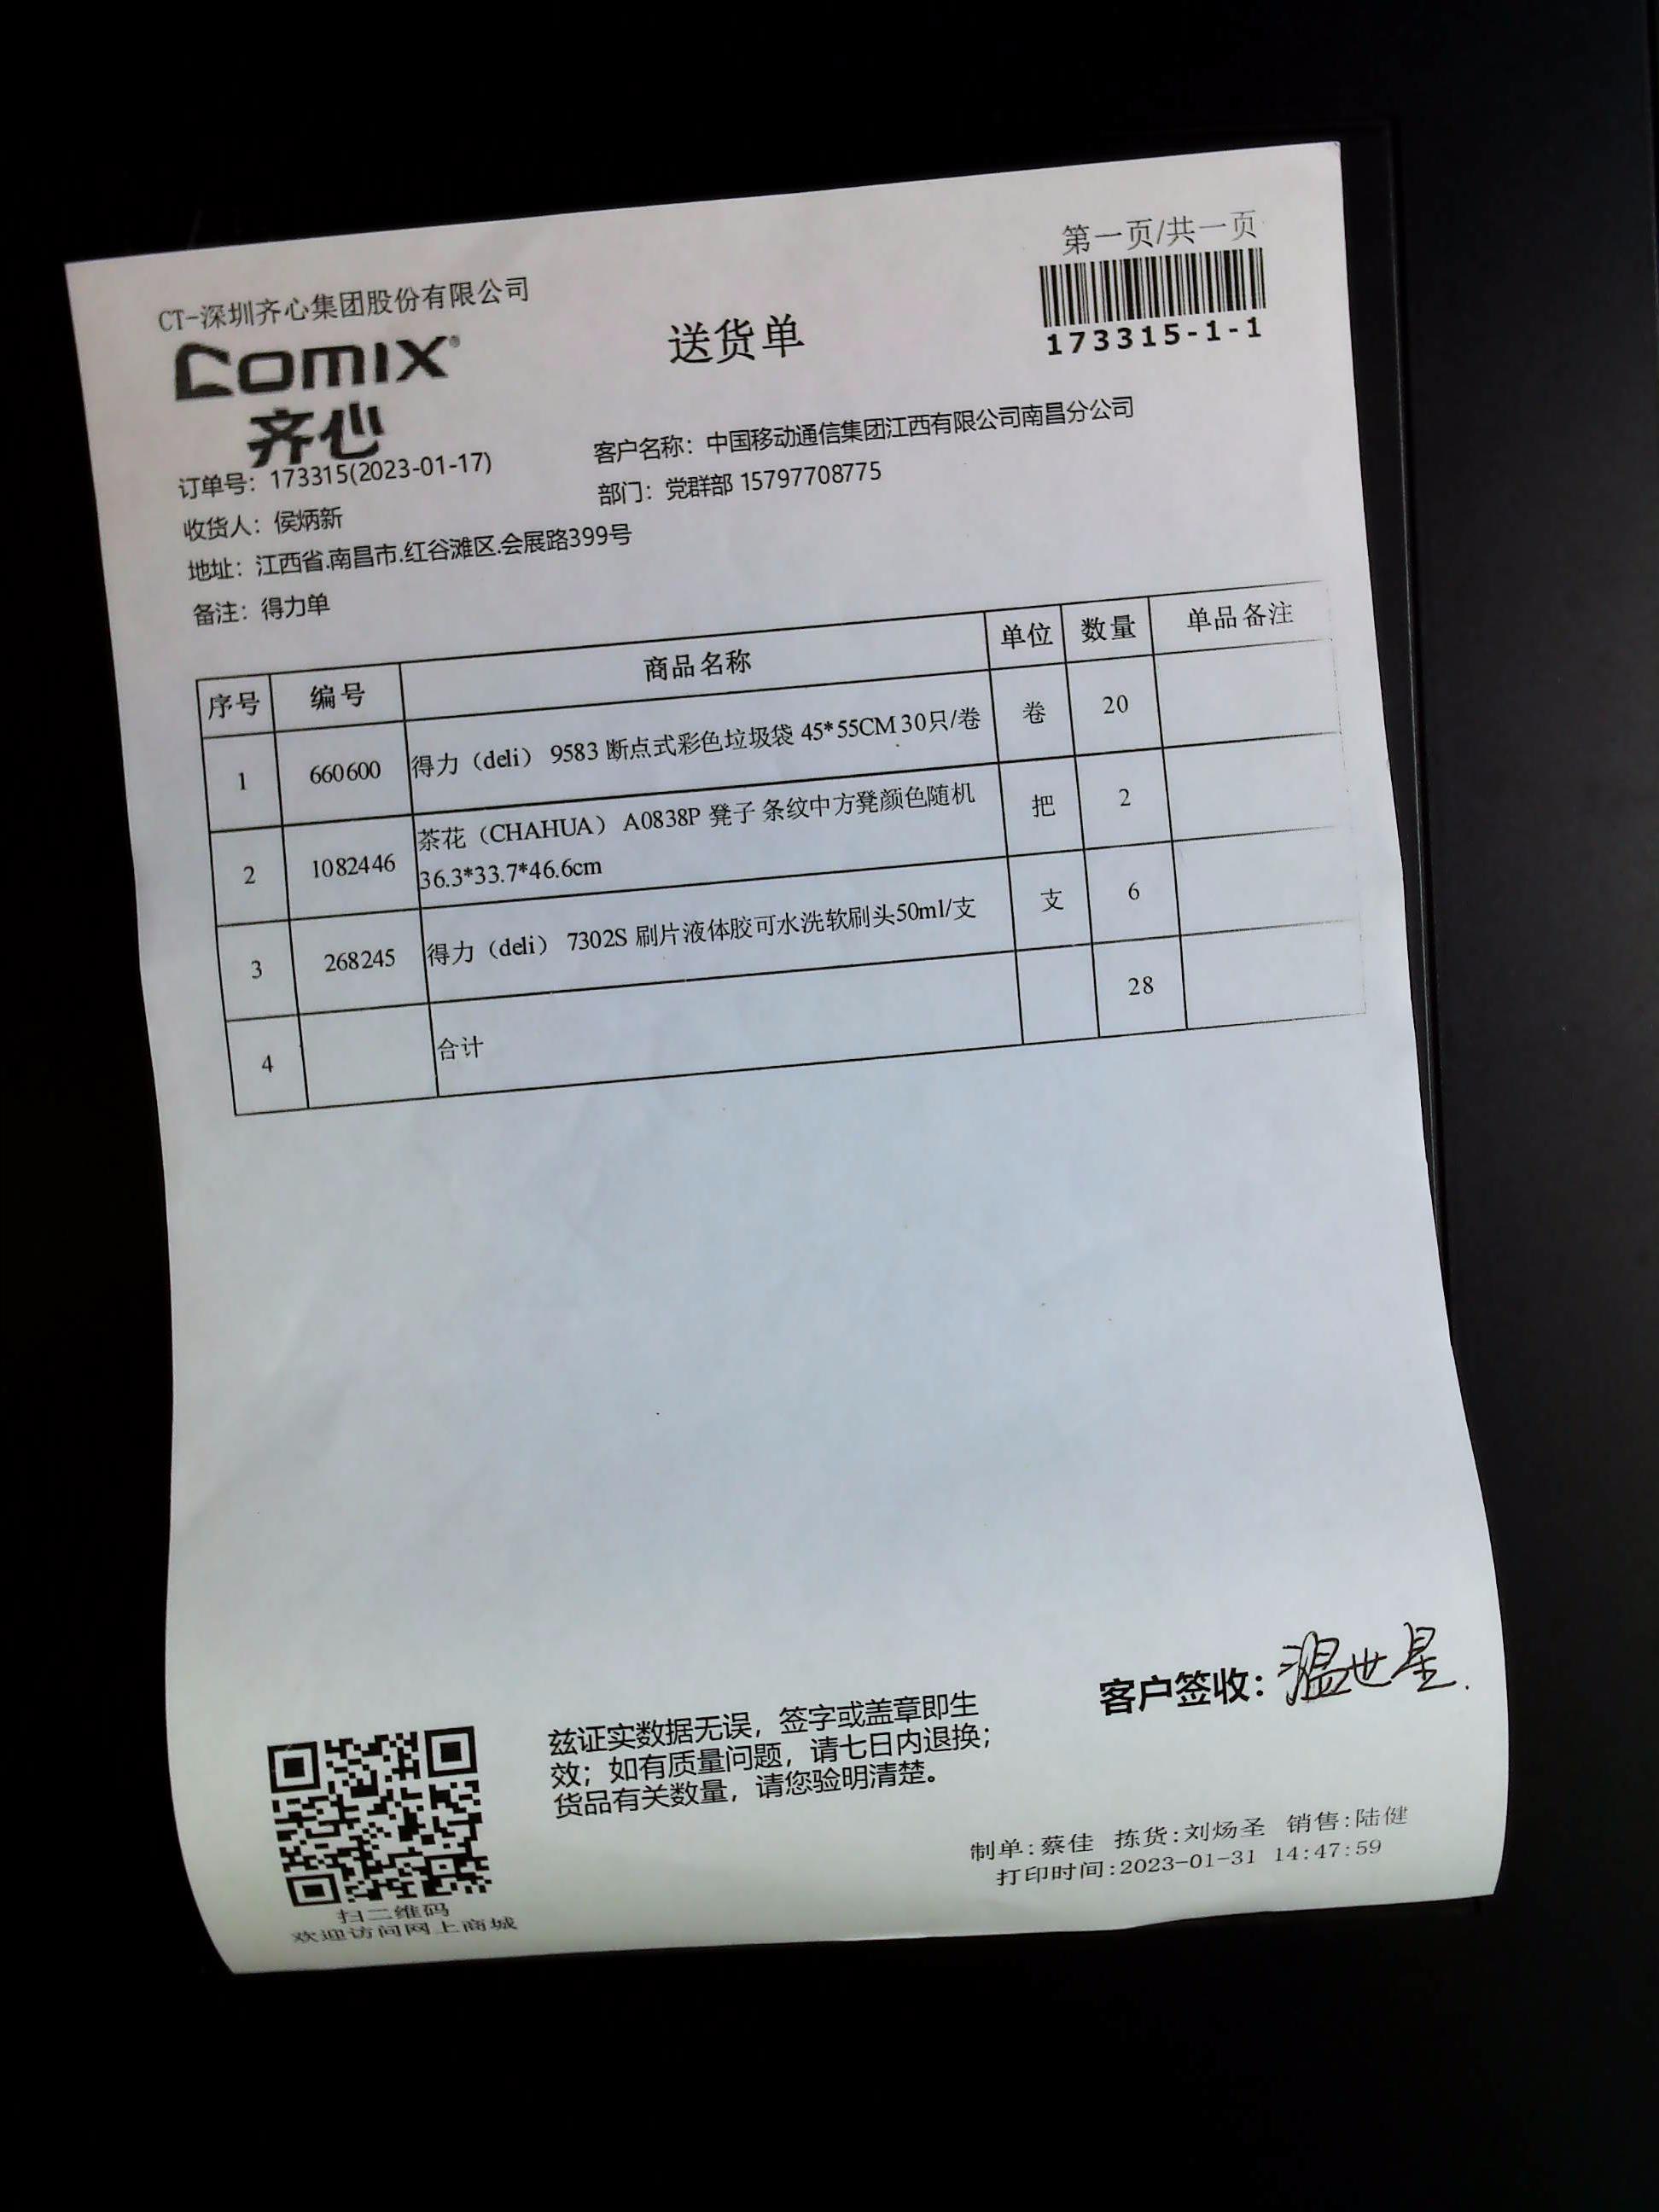 第一页/共一页
173315-1-1
CT-深圳齐心集团股份有限公司
COMIX®
齐心
送货单
订单号：173315(2023-01-17)
客户名称：中国移动通信集团江西有限公司南昌分公司
收货人：侯炳新
部门：党群部 15797708775
地址：江西省.南昌市.红谷滩区.会展路399号
备注：得力单
序号 编号 商品名称 单位 数量 单品备注
1 660600 得力（deli） 9583 断点式彩色垃圾袋 45*55CM 30只/卷 卷 20
2 1082446 茶花（CHAHUA） A0838P 凳子 条纹中方凳颜色随机 把 2
36.3*33.7*46.6cm
3 268245 得力（deli） 7302S 刷片液体胶可水洗软刷头50ml/支 支 6
4 合计 28
客户签收：温世星.
兹证实数据无误，签字或盖章即生
效；如有质量问题，请七日内退换；
货品有关数量，请您验明清楚。
制单:蔡佳 拣货:刘炀圣 销售:陆健
打印时间:2023-01-31 14:47:59
扫二维码
欢迎访问网上商城